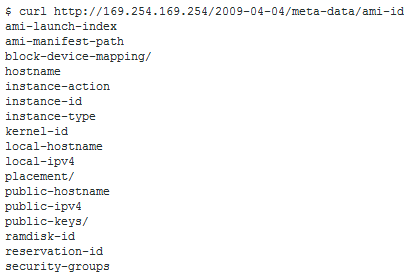 $ curl http://169.254.169.254/2009-04-04/meta-data/ami-id
ami-launch-index
ami-manifest-path
block-device-mapping/
hostname
instance-action
instance-id
instance-type
kernel-id
local-hostname
local-ipv4
placement/
public-hostname
public-ipv4
public-keys/
ramdisk-id
reservation-id
security-groups